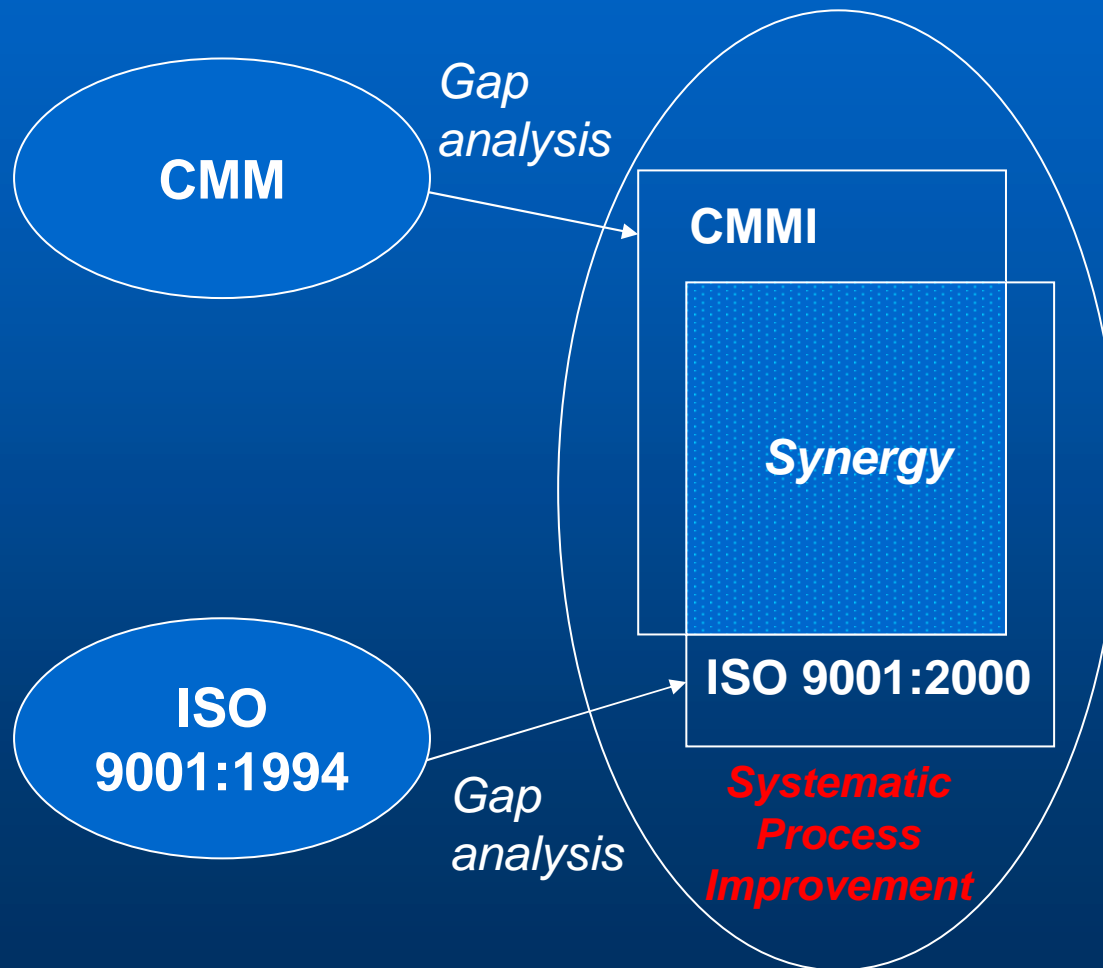 Gap
analysis
CMM
CMMI
Synergy
ISO 9001:2000
ISO
9001:1994
Gap
analysis
Systematic
Process
Improvement